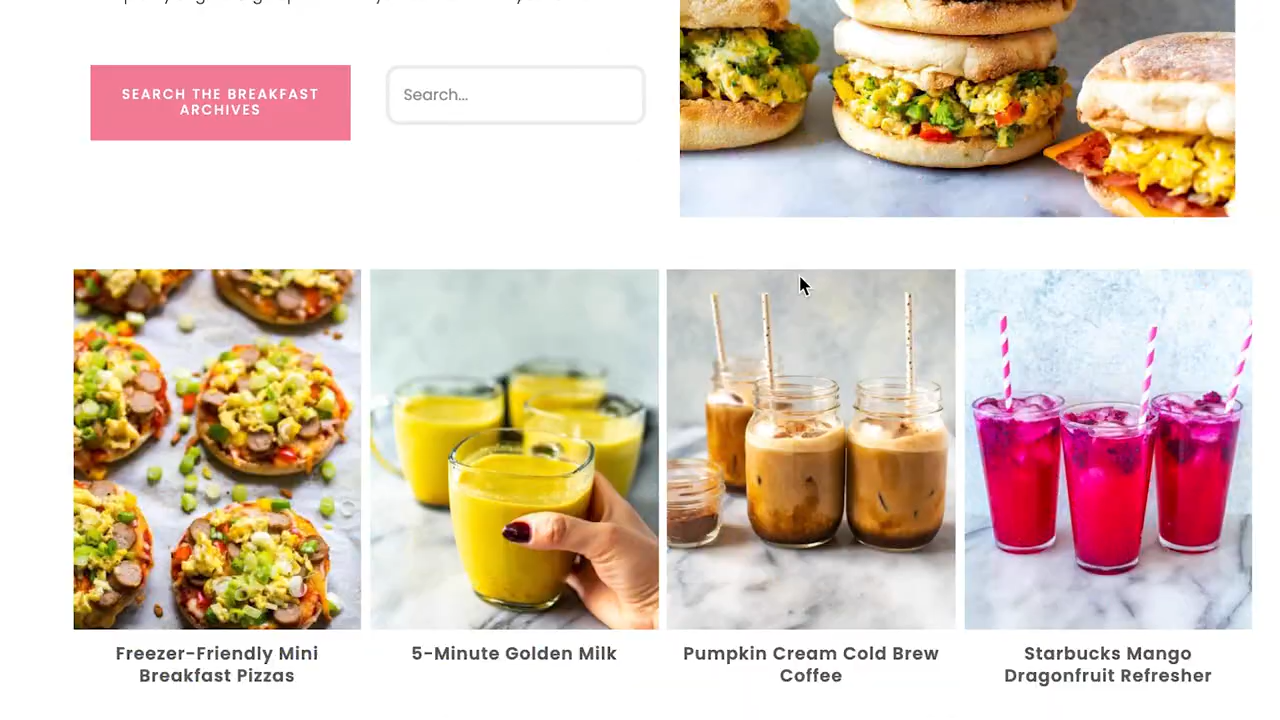 SEARCH THE BREAKFAST
ARCHIVES
Search...
Freezer-Friendly Mini
Breakfast Pizzas
5-Minute Golden Milk
Pumpkin Cream Cold Brew
Coffee
Starbucks Mango
Dragonfruit Refresher